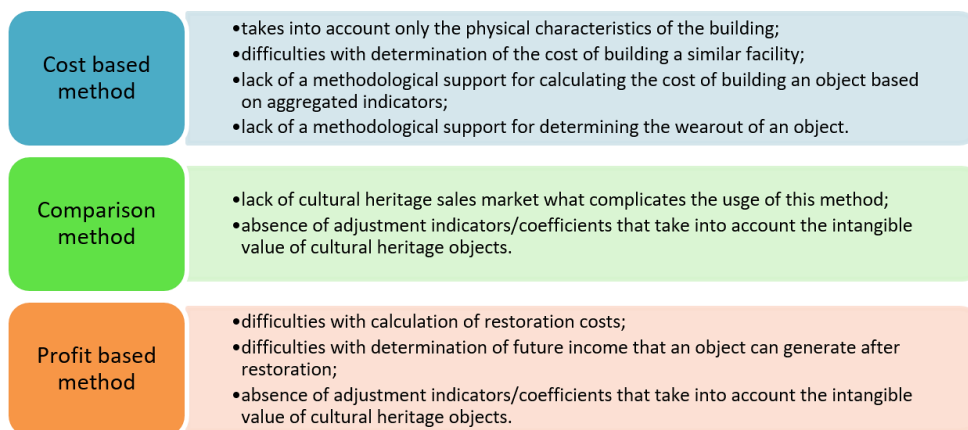 Cost based
method
•takes into account only the physical characteristics of the building;
•difficulties with determination of the cost of building a similar facility;
•lack of a methodological support for calculating the cost of building an object based
on aggregated indicators;
•lack of a methodological support for determining the wearout of an object.
Comparison
method
•lack of cultural heritage sales market what complicates the usge of this method;
•absence of adjustment indicators/coefficients that take into account the intangible
value of cultural heritage objects.
Profit based
method
•difficulties with calculation of restoration costs;
•difficulties with determination of future income that an object can generate after
restoration;
•absence of adjustment indicators/coefficients that take into account the intangible
value of cultural heritage objects.